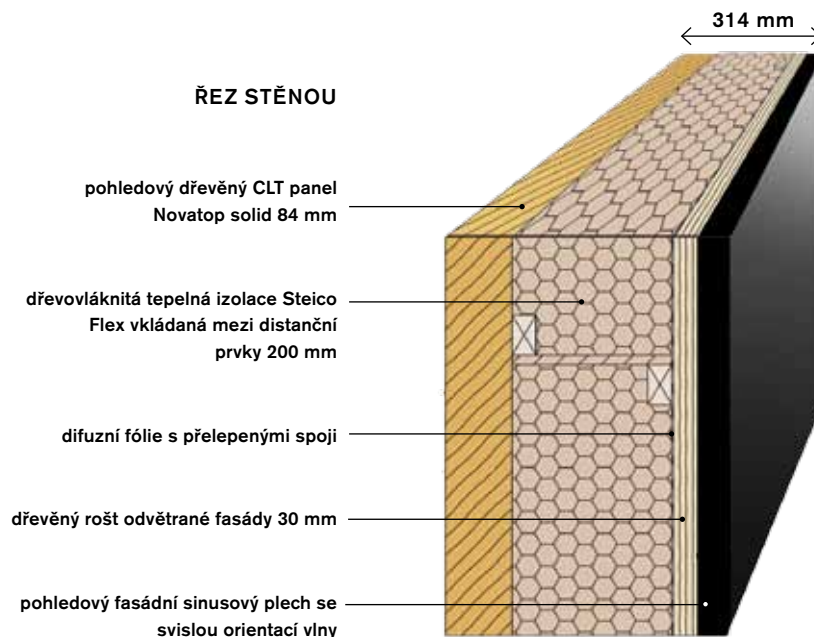 314 mm
ŘEZ STĚNOU
pohledový dřevěný CLT panel
Novatop solid 84 mm
dřevovláknitá tepelná izolace Steico
Flex vkládaná mezi distanční
prvky 200 mm
difuzní fólie s přelepenými spoji
dřevěný rošt odvětrané fasády 30 mm
pohledový fasádní sinusový plech se
svislou orientací vlny